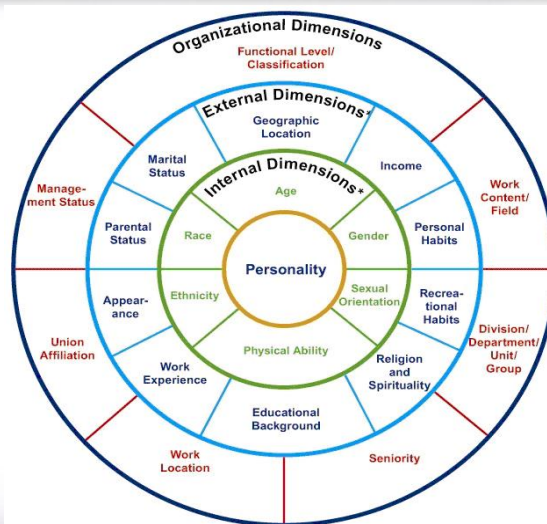 Organizational Dimensions
Functional Level/
Classification
External Dimensions*
Geographic
Location
Marital
Status
Income
Internal Dimensions*
Age
Manage-
ment Status
Work
Content/
Field
Parental
Status
Race
Gender
Personal
Habits
Personality
Appear-
ance
Ethnicity
Sexual
Orientation
Recrea-
tional
Habits
Union
Affiliation
Division/
Department/
Unit/
Group
Physical Ability
Work
Experience
Religion
and
Spirituality
Educational
Background
Work
Location
Seniority